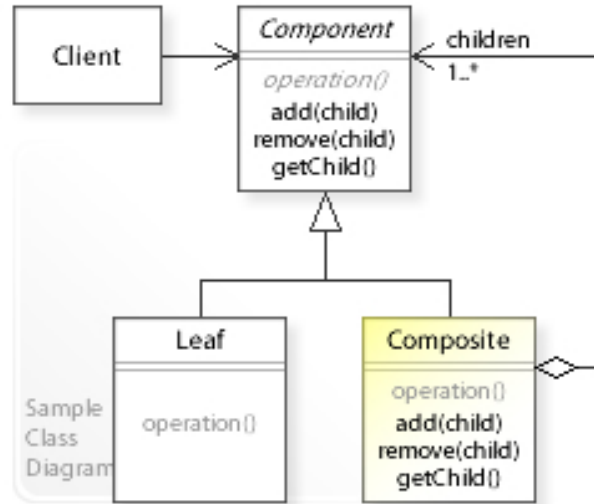 Client
Component
operation()
add(child)
remove(child)
getChild()
children
1..*
Leaf
operation()
Composite
operation()
add(child)
remove(child)
getChild()
Sample
Class
Diagram